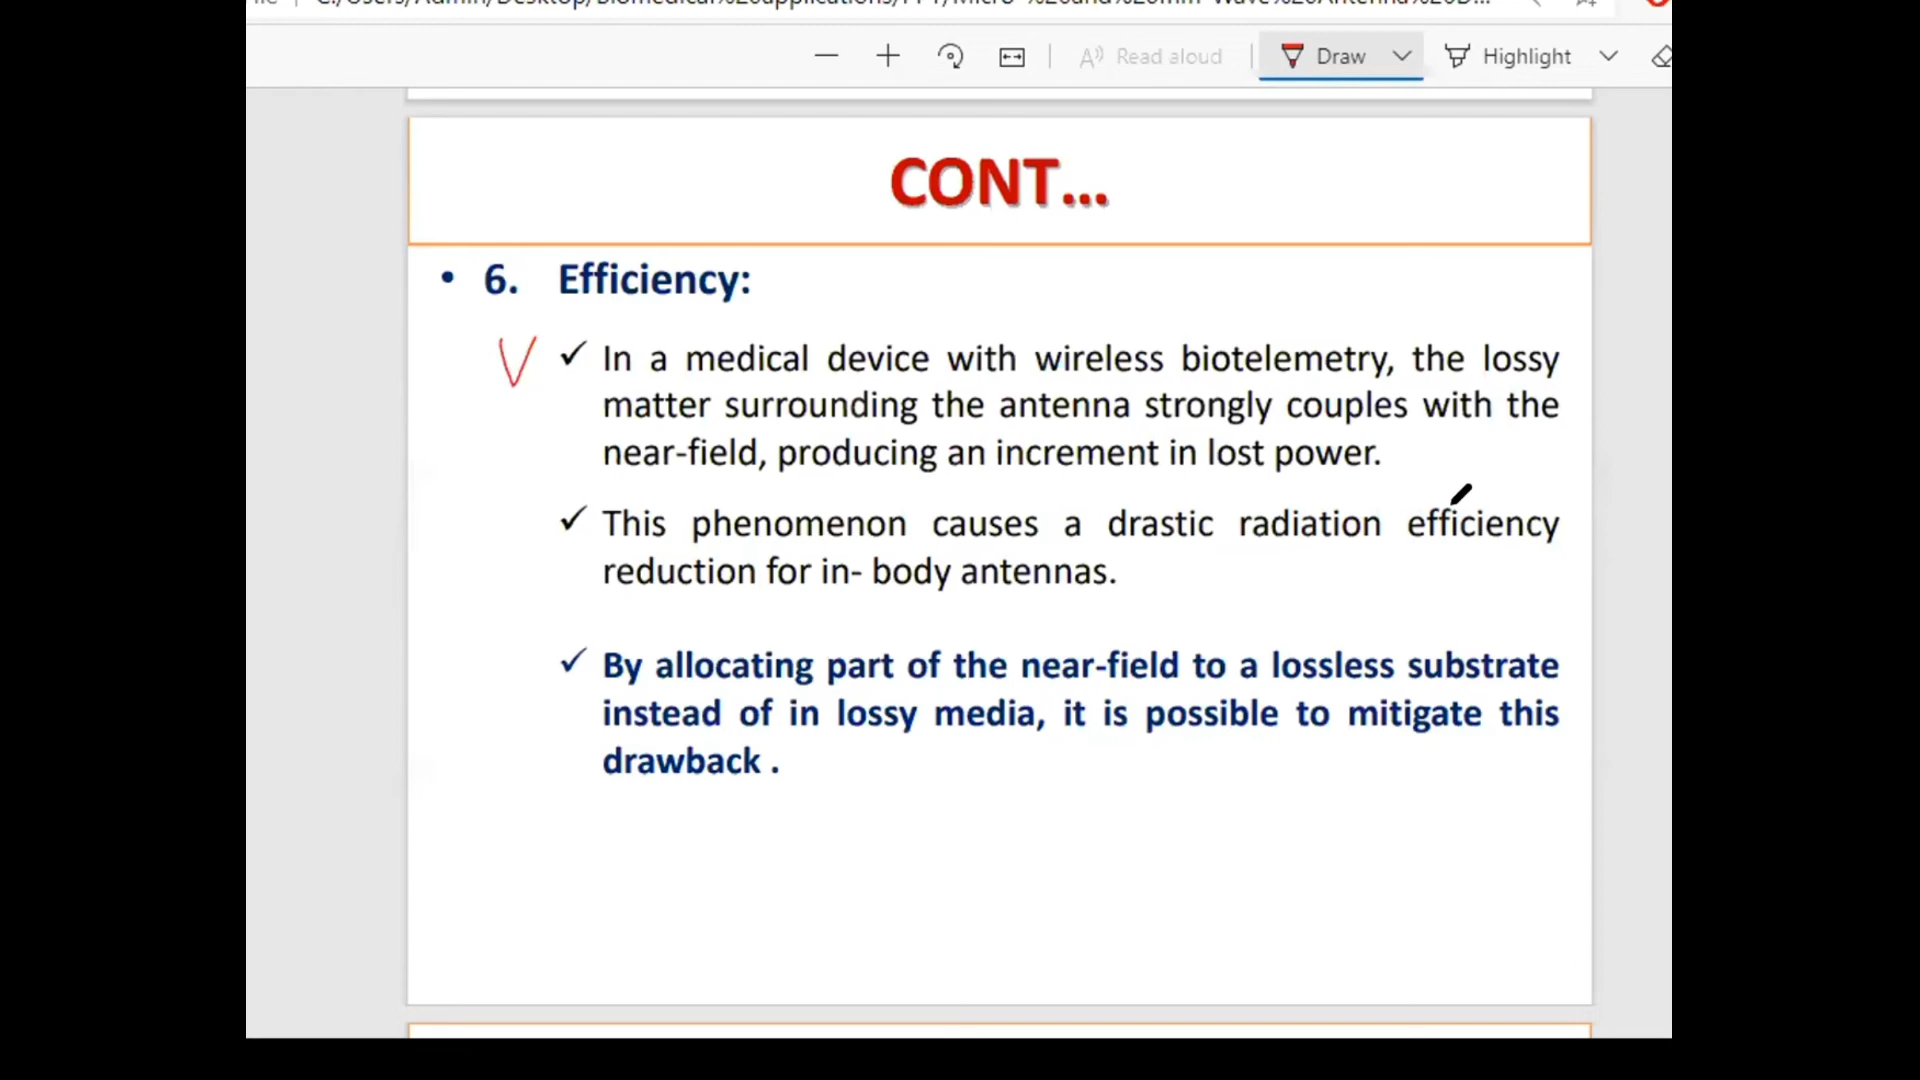 Read aloud
Draw
Highlight
CONT...
• 6. Efficiency:
✓ In a medical device with wireless biotelemetry, the lossy
matter surrounding the antenna strongly couples with the
near-field, producing an increment in lost power.
✓ This phenomenon causes a drastic radiation efficiency
reduction for in- body antennas.
✓ By allocating part of the near-field to a lossless substrate
instead of in lossy media, it is possible to mitigate this
drawback .